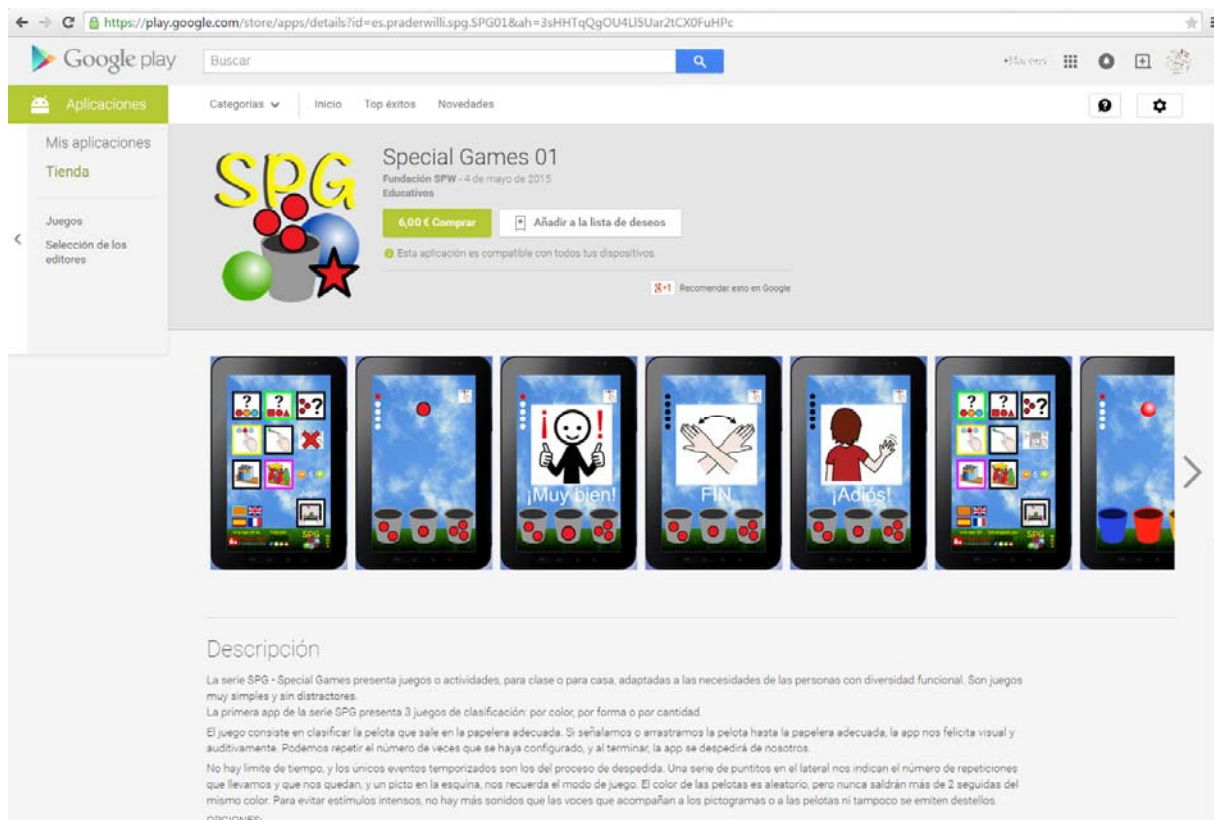 https://play.google.com/store/apps/details?id=es.praderwilli.spg.SPG01&ah=3sHHTqQgOU4Ll5Uar2tCX0FuHPc
Google play
Buscar
Aplicaciones
Categorías
Inicio
Top éxitos
Novedades
Mis aplicaciones
Tienda
Juegos
Selección de los
editores
SPG
Special Games 01
Fundación SPW - 4 de mayo de 2015
Educativos
6,00 € Comprar
Añadir a la lista de deseos
Esta aplicación es compatible con todos tus dispositivos.
g+1 Recomendar esto en Google
? ? ?
¡Muy bien!
FIN
¡Adiós!
? ? ?
Descripción
La serie SPG - Special Games presenta juegos o actividades, para clase o para casa, adaptadas a las necesidades de las personas con diversidad funcional. Son juegos
muy simples y sin distractores.
La primera app de la serie SPG presenta 3 juegos de clasificación: por color, por forma o por cantidad.
El juego consiste en clasificar la pelota que sale en la papelera adecuada. Si señalamos o arrastramos la pelota hasta la papelera adecuada, la app nos felicita visual y
auditivamente. Podemos repetir el número de veces que se haya configurado, y al terminar, la app se despedirá de nosotros.
No hay límite de tiempo, y los únicos eventos temporizados son los del proceso de despedida. Una serie de puntitos en el lateral nos indican el número de repeticiones
que llevamos y que nos quedan, y un picto en la esquina, nos recuerda el modo de juego. El color de las pelotas es aleatorio, pero nunca saldrán más de 2 seguidas del
mismo color. Para evitar estímulos intensos, no hay más sonidos que las voces que acompañan a los pictogramas o a las pelotas ni tampoco se emiten destellos.
OPCIONES: